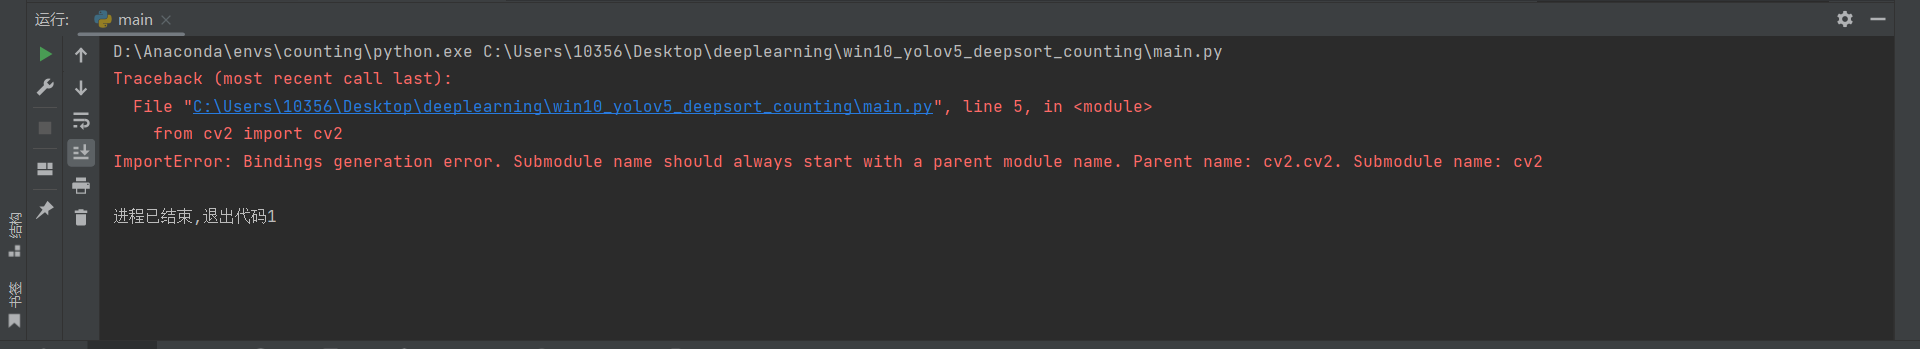 运行:
main
D:\Anaconda\envs\counting\python.exe C:\Users\10356\Desktop\deeplearning\win10_yolov5_deepsort_counting\main.py
Traceback (most recent call last):
  File "C:\Users\10356\Desktop\deeplearning\win10_yolov5_deepsort_counting\main.py", line 5, in <module>
    from cv2 import cv2
ImportError: Bindings generation error. Submodule name should always start with a parent module name. Parent name: cv2.cv2. Submodule name: cv2
进程已结束,退出代码1
结构
书签